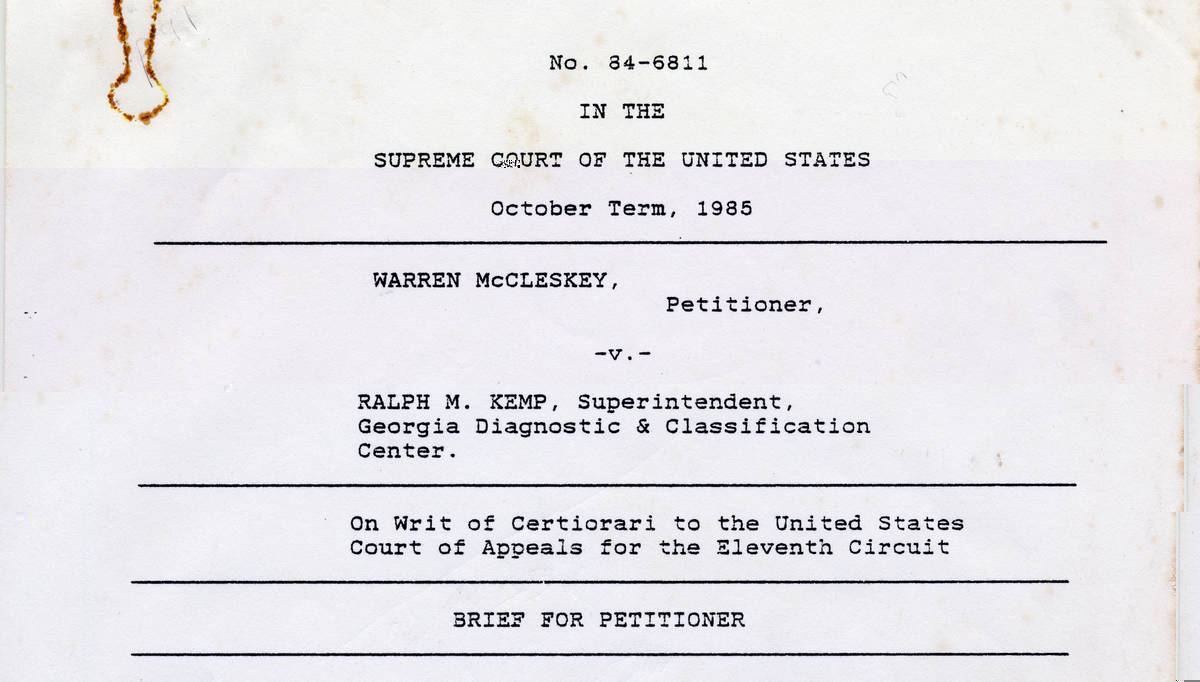 No. 84-6811
IN THE
SUPREME COURT OF THE UNITED STATES
October Term, 1985
WARREN McCLESKEY,
Petitioner,
-v.-
RALPH M. KEMP, Superintendent,
Georgia Diagnostic & Classification
Center.
On Writ of Certiorari to the United States
Court of Appeals for the Eleventh Circuit
BRIEF FOR PETITIONER